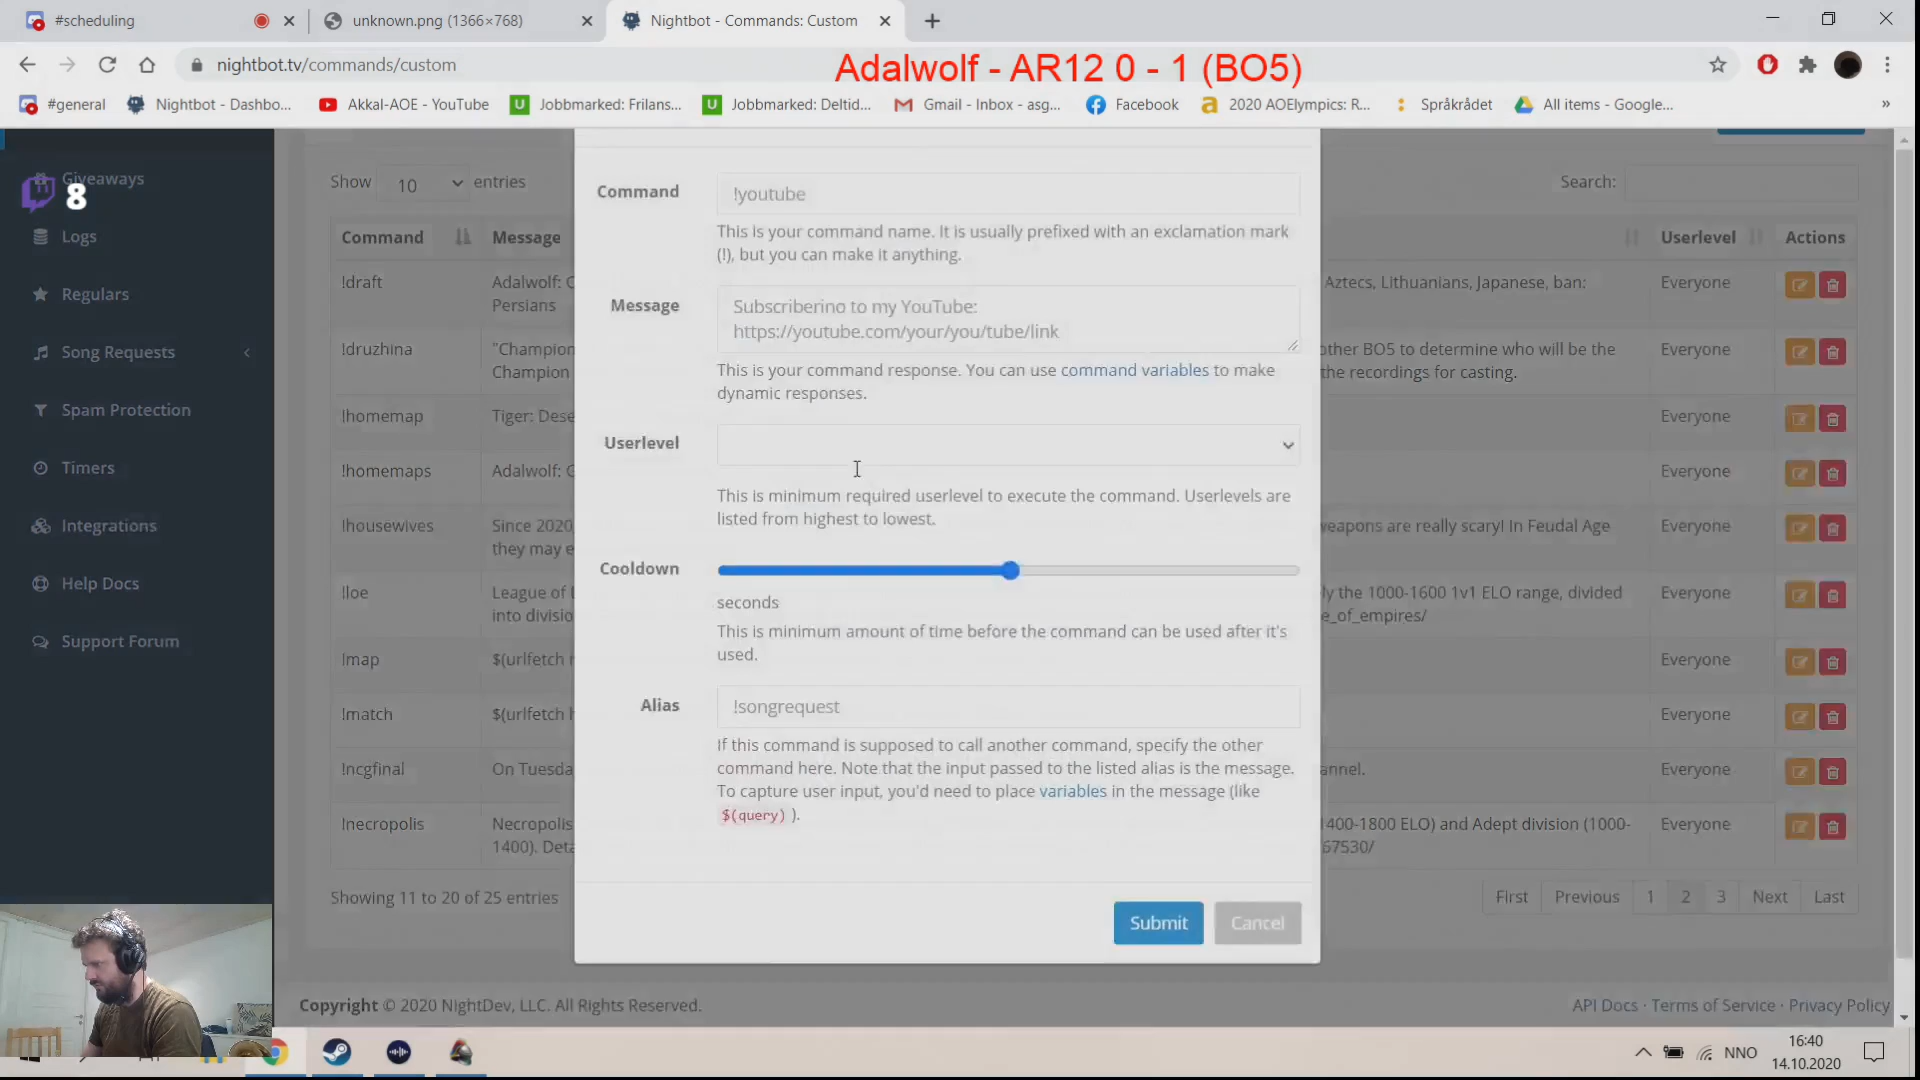 #scheduling
unknown.png (1366×768)
Nightbot - Commands: Custom
nightbot.tv/commands/custom
Adalwolf - AR12 0 - 1 (BO5)
#general
Nightbot - Dashbo...
Akkal-AOE - YouTube
Jobbmarked: Frilans...
Jobbmarked: Deltid...
Gmail - Inbox - asg...
Facebook
2020 AOElympics: R...
Språkrådet
All items - Google...
»
Giveaways
8
Logs
Regulars
Song Requests
Spam Protection
Timers
Integrations
Help Docs
Support Forum
Show 10 entries
Search:
Command Message Userlevel Actions
!draft Adalwolf: Aztecs, Lithuanians, Japanese, ban: Everyone
Persians
!druzhina "Champion other BO5 to determine who will be the Everyone
Champion the recordings for casting.
!homemap Tiger: Dese Everyone
!homemaps Adalwolf: Everyone
!housewives Since 2020, weapons are really scary! In Feudal Age Everyone
they may e
!loe League of ly the 1000-1600 1v1 ELO range, divided Everyone
into divisio e_of_empires/
!map $(urlfetch Everyone
!match $(urlfetch Everyone
!ncgfinal On Tuesda annel. Everyone
!necropolis Necropolis 1400-1800 ELO) and Adept division (1000- Everyone
1400). Deta 67530/
Showing 11 to 20 of 25 entries
First Previous 1 2 3 Next Last
Command
!youtube
This is your command name. It is usually prefixed with an exclamation mark
(!), but you can make it anything.
Message
Subscriberino to my YouTube:
https://youtube.com/your/you/tube/link
This is your command response. You can use command variables to make
dynamic responses.
Userlevel
This is minimum required userlevel to execute the command. Userlevels are
listed from highest to lowest.
Cooldown
seconds
This is minimum amount of time before the command can be used after it's
used.
Alias
!songrequest
If this command is supposed to call another command, specify the other
command here. Note that the input passed to the listed alias is the message.
To capture user input, you'd need to place variables in the message (like
$(query) ).
Submit Cancel
Copyright © 2020 NightDev, LLC. All Rights Reserved.
API Docs · Terms of Service · Privacy Policy
NNO
16:40
14.10.2020